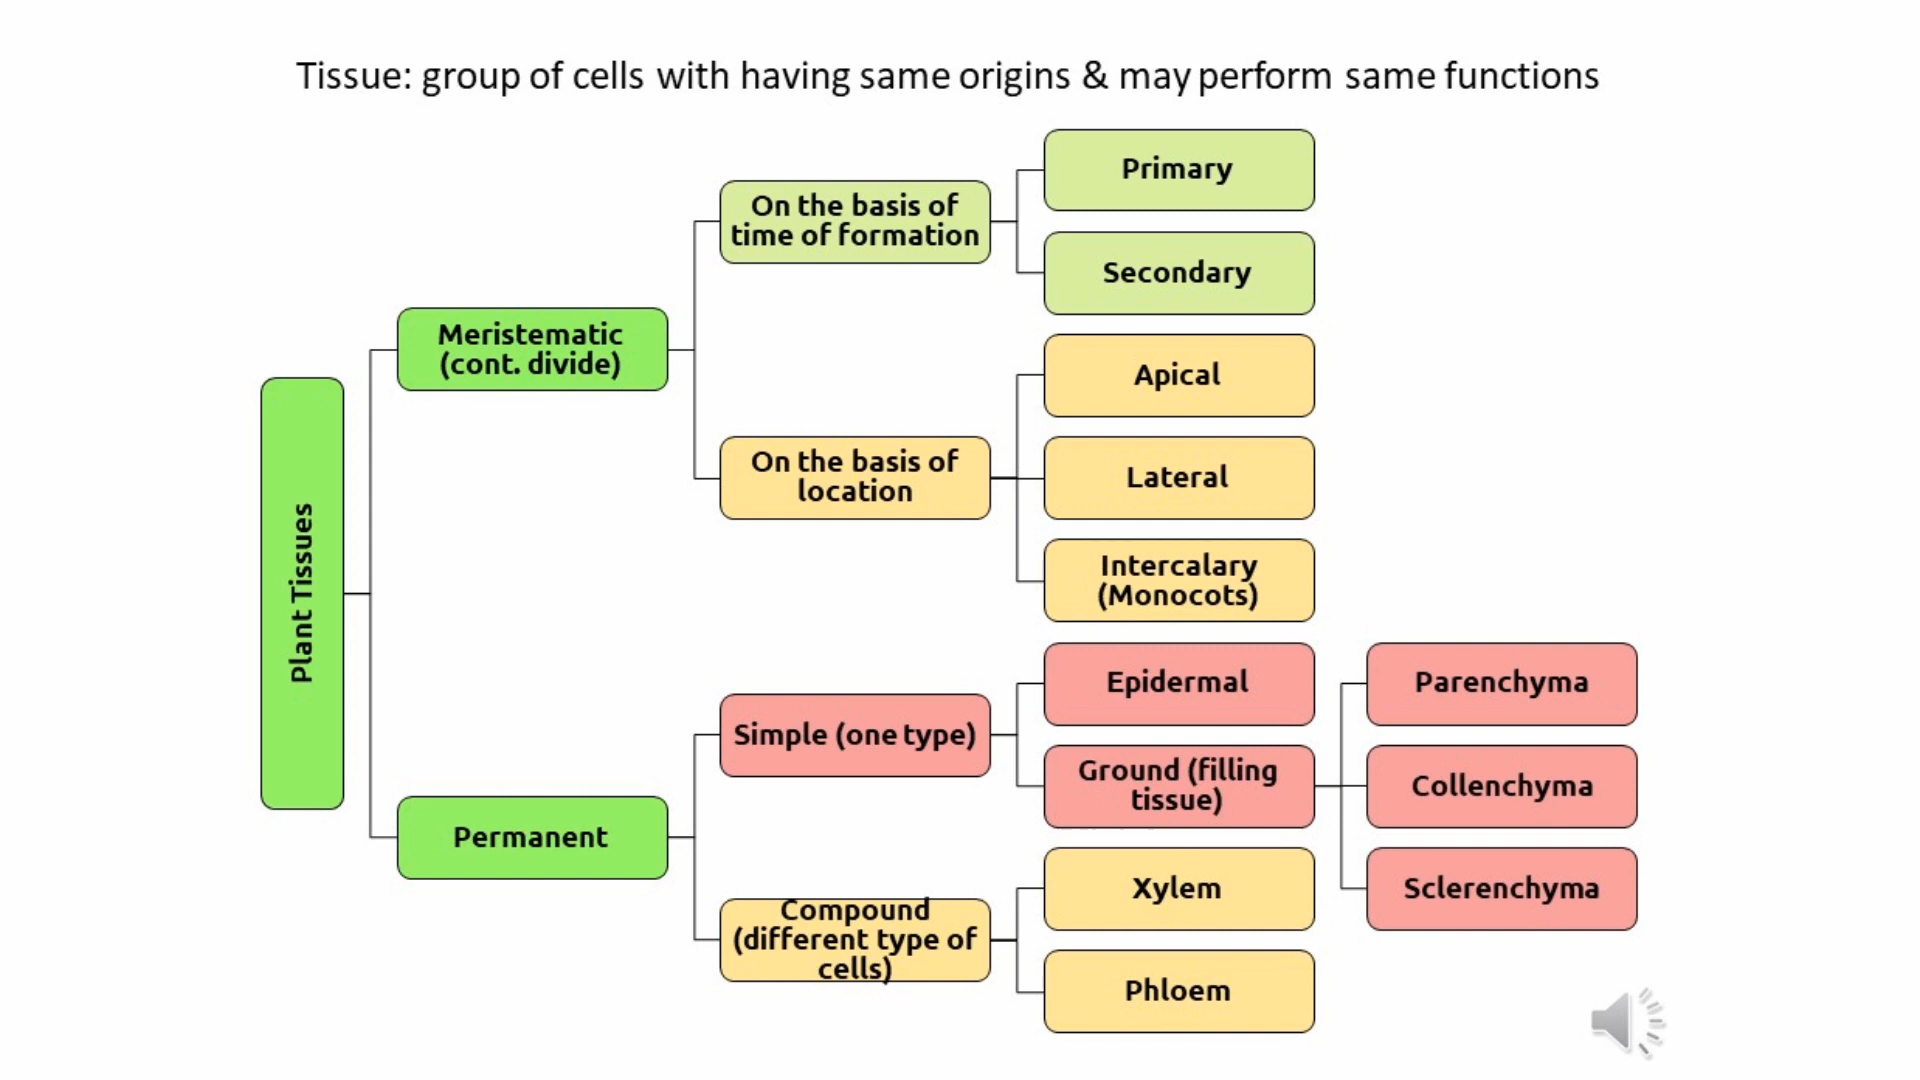 Tissue: group of cells with having same origins & may perform same functions
Plant Tissues
Meristematic
(cont. divide)
On the basis of
time of formation
Primary
Secondary
On the basis of
location
Apical
Lateral
Intercalary
(Monocots)
Permanent
Simple (one type)
Epidermal
Ground (filling
tissue)
Parenchyma
Collenchyma
Sclerenchyma
Compound
(different type of
cells)
Xylem
Phloem